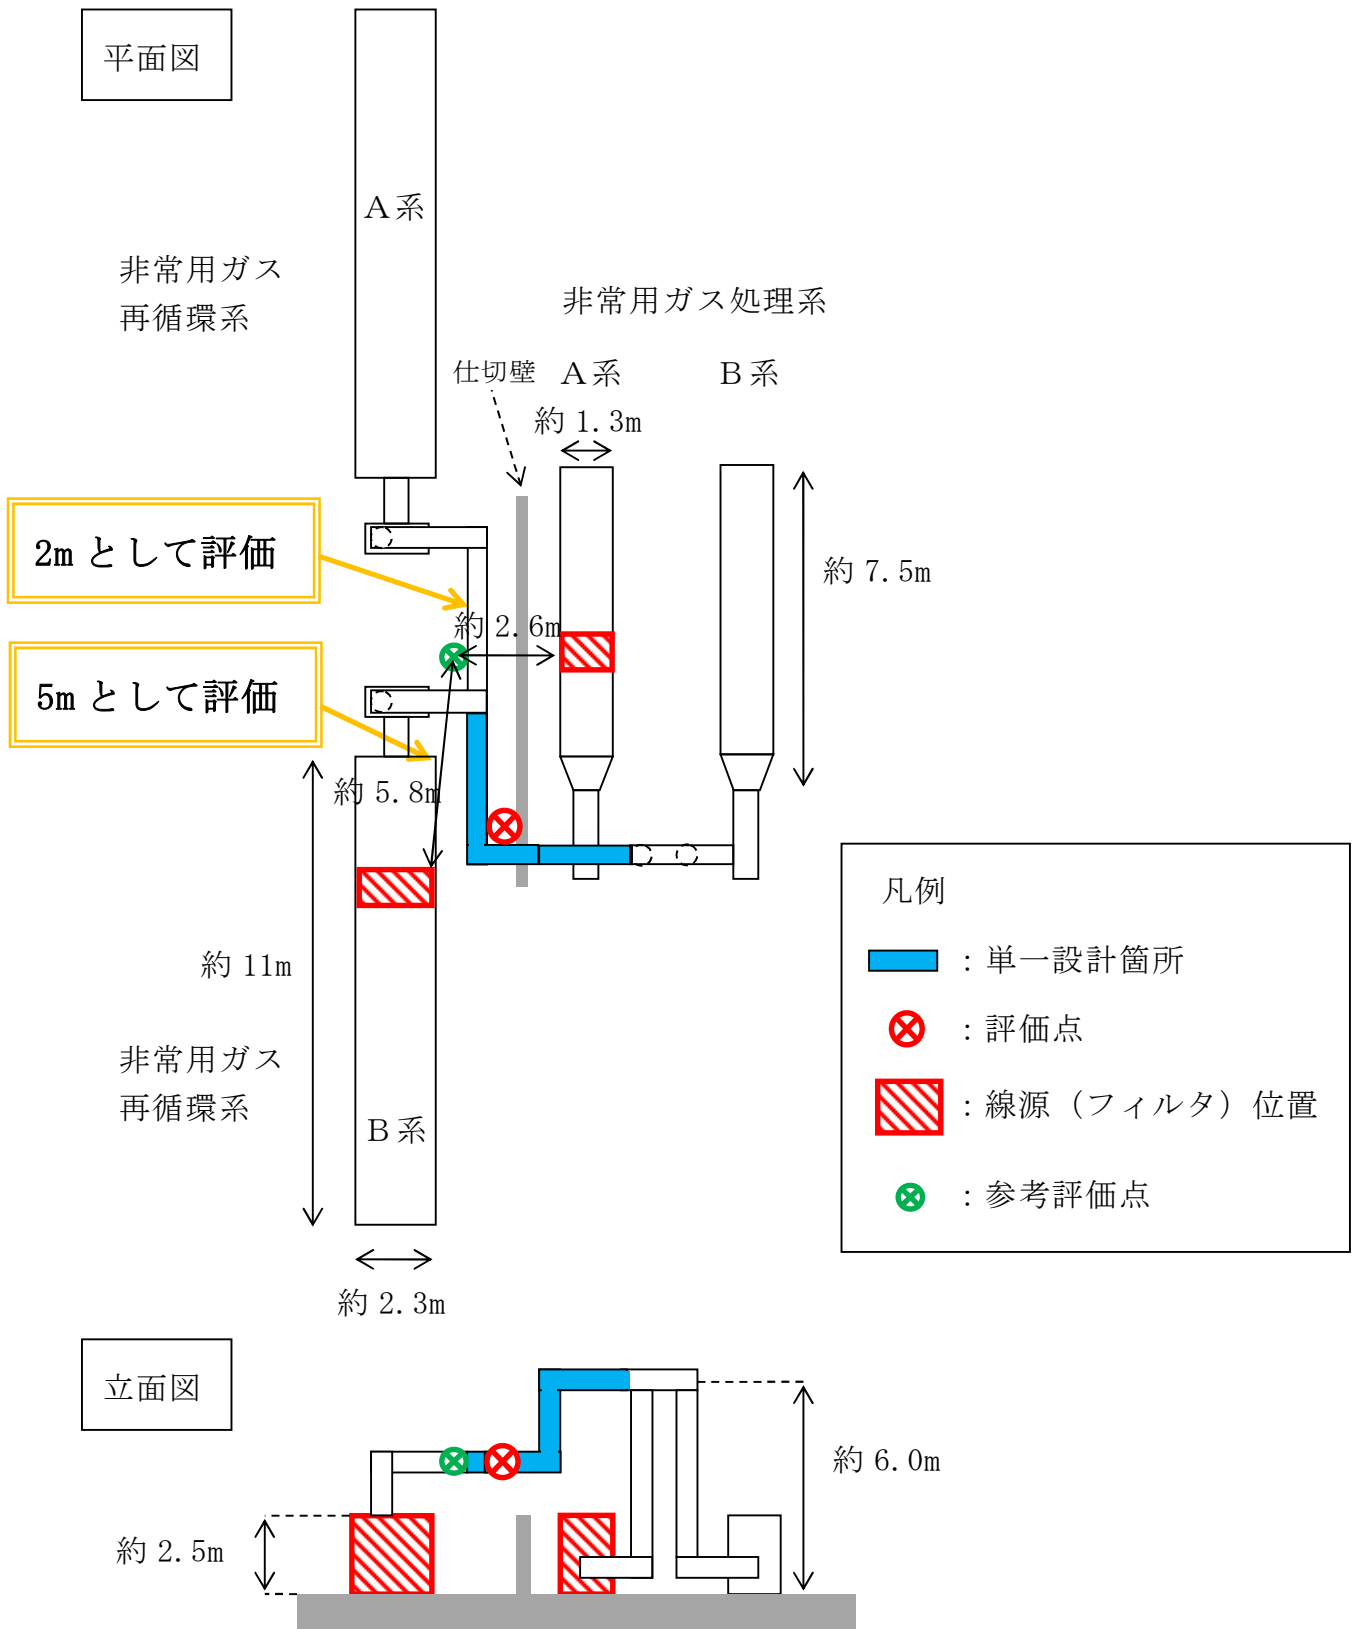 平面図
A系
非常用ガス
再循環系
非常用ガス処理系
仕切壁
A系
B系
約 1.3m
2m として評価
約 7.5m
約 2.6m
5m として評価
約 5.8m
約 11m
非常用ガス
再循環系
B系
約 2.3m
凡例
：単一設計箇所
：評価点
：線源（フィルタ）位置
：参考評価点
立面図
約 6.0m
約 2.5m